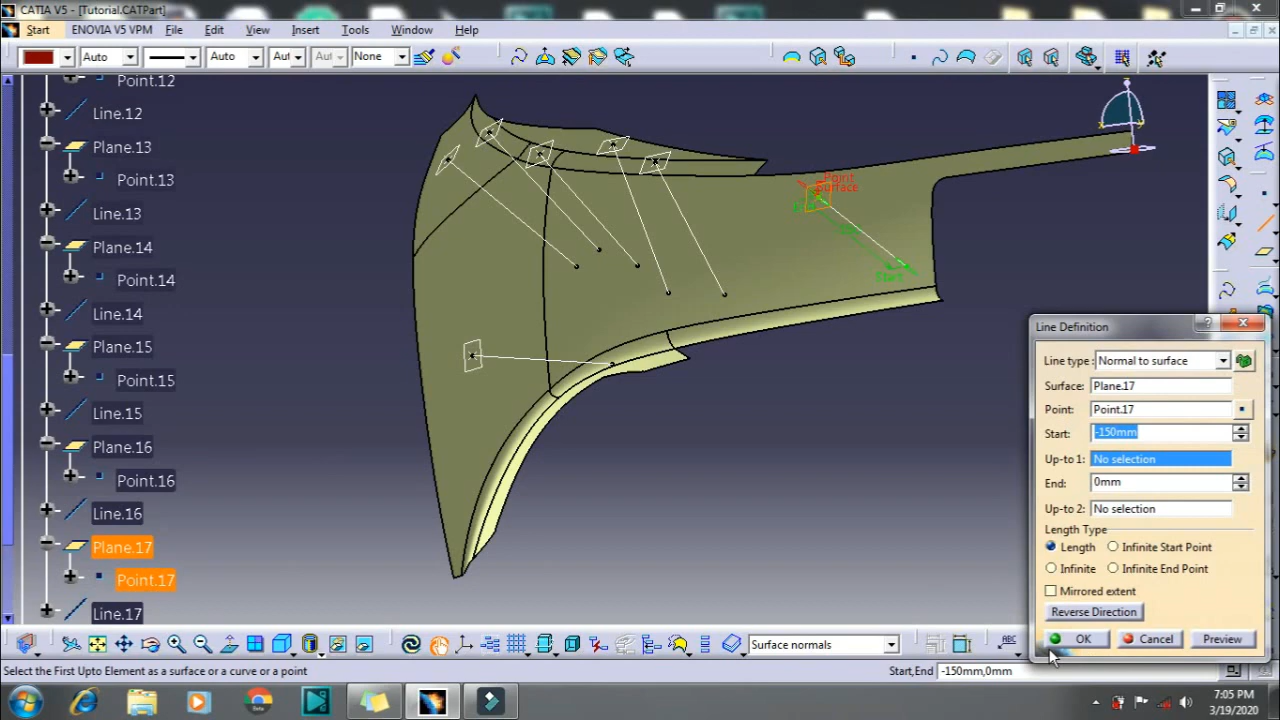 CATIA V5 - [Tutorial.CATPart]
Start ENOVIA V5 VPM File Edit Insert Tools Window Help
Auto Auto Aut Aut None
Point.12
Line.12
Plane.13
Point.13
Line.13
Plane.14
Point.14
Line.14
Plane.15
Point.15
Line.15
Plane.16
Point.16
Line.16
Plane.17
Point.17
Line.17
Point
Surface
Start
Line Definition
Line type : Normal to surface
Surface: Plane.17
Point: Point.17
Start: -150mm
Up-to 1: No selection
End: 0mm
Up-to 2: No selection
Length Type
Length Infinite Start Point
Infinite Infinite End Point
Mirrored extent
Reverse Direction
OK Cancel Preview
Surface normals
ABC
Select the First Upto Element as a surface or a curve or a point
Start,End -150mm,0mm
7:05 PM
3/19/2020